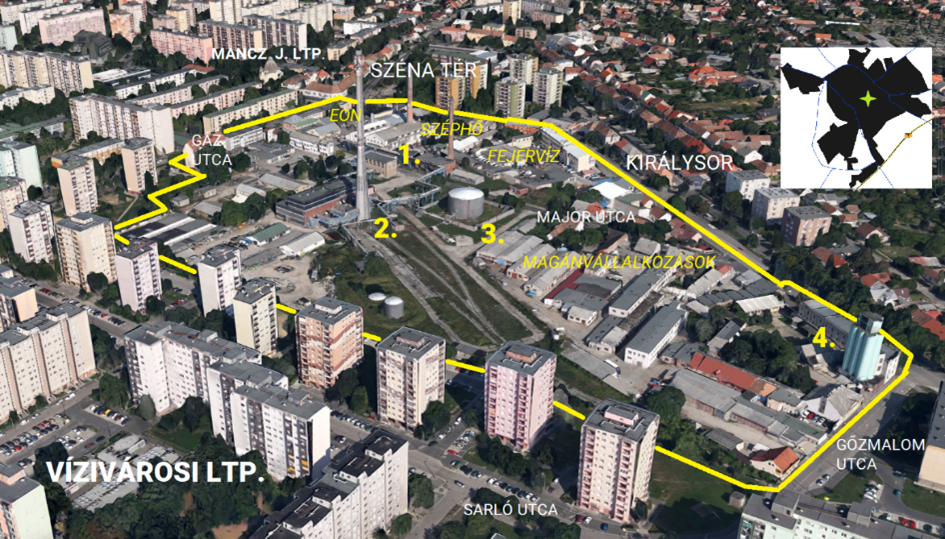 MANCZ J. LTP.
SZÉNA TÉR
EON
SZÉPHŐ
GÁZ
UTCA
1.
FEJÉRVÍZ
KIRÁLYSOR
MAJOR UTCA
2.
3.
MAGÁNVÁLLALKOZÁSOK
4.
GŐZMALOM
UTCA
VÍZIVÁROSI LTP.
SARLÓ UTCA